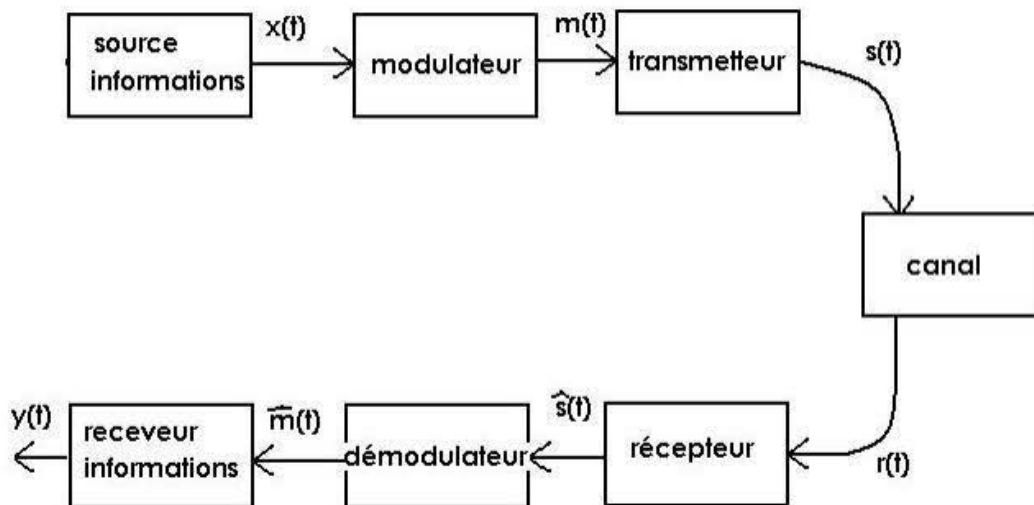 source
informations
x(t)
modulateur
m(t)
transmetteur
s(t)
canal
r(t)
récepteur
ŝ(t)
démodulateur
m̂(t)
receveur
informations
y(t)